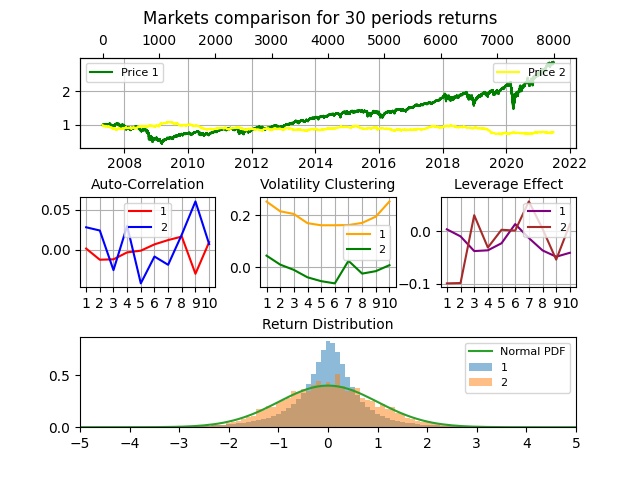 Markets comparison for 30 periods returns
0 1000 2000 3000 4000 5000 6000 7000 8000
Price 1
Price 2
2
1
2008 2010 2012 2014 2016 2018 2020 2022
Auto-Correlation
0.05
0.00
1
2
1 2 3 4 5 6 7 8 9 10
Volatility Clustering
0.2
0.0
1
2
1 2 3 4 5 6 7 8 9 10
Leverage Effect
0.0
−0.1
1
2
1 2 3 4 5 6 7 8 9 10
Return Distribution
0.5
0.0
Normal PDF
1
2
−5 −4 −3 −2 −1 0 1 2 3 4 5